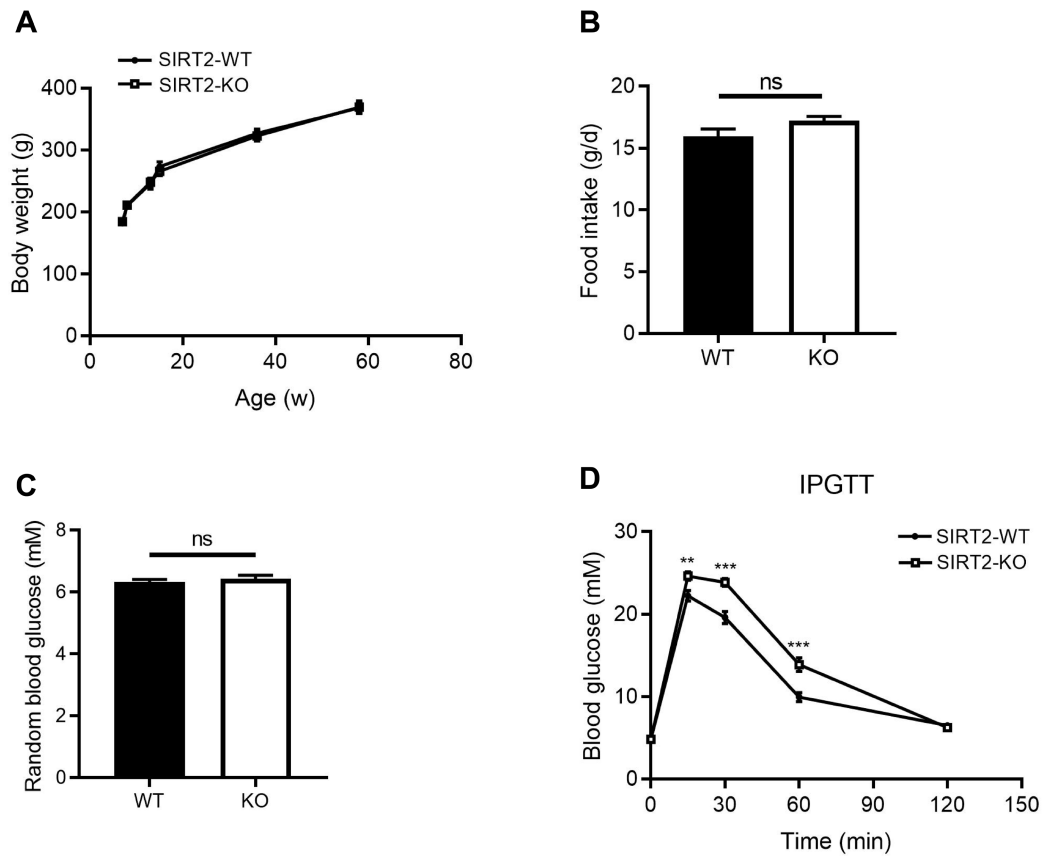 A
SIRT2-WT
SIRT2-KO
Body weight (g)
400
300
200
100
0
0 20 40 60 80
Age (w)
B
ns
Food intake (g/d)
20
15
10
5
0
WT KO
C
ns
Random blood glucose (mM)
8
6
4
2
0
WT KO
D
IPGTT
SIRT2-WT
SIRT2-KO
Blood glucose (mM)
30
20
10
0
** *** ***
0 30 60 90 120 150
Time (min)